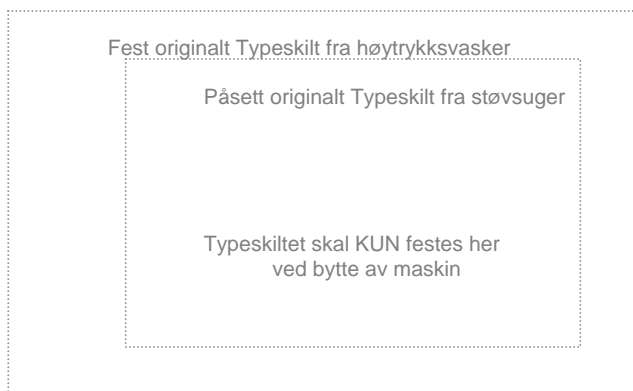 Fest originalt Typeskilt fra høytrykksvasker
Påsett originalt Typeskilt fra støvsuger
Typeskiltet skal KUN festes her
ved bytte av maskin